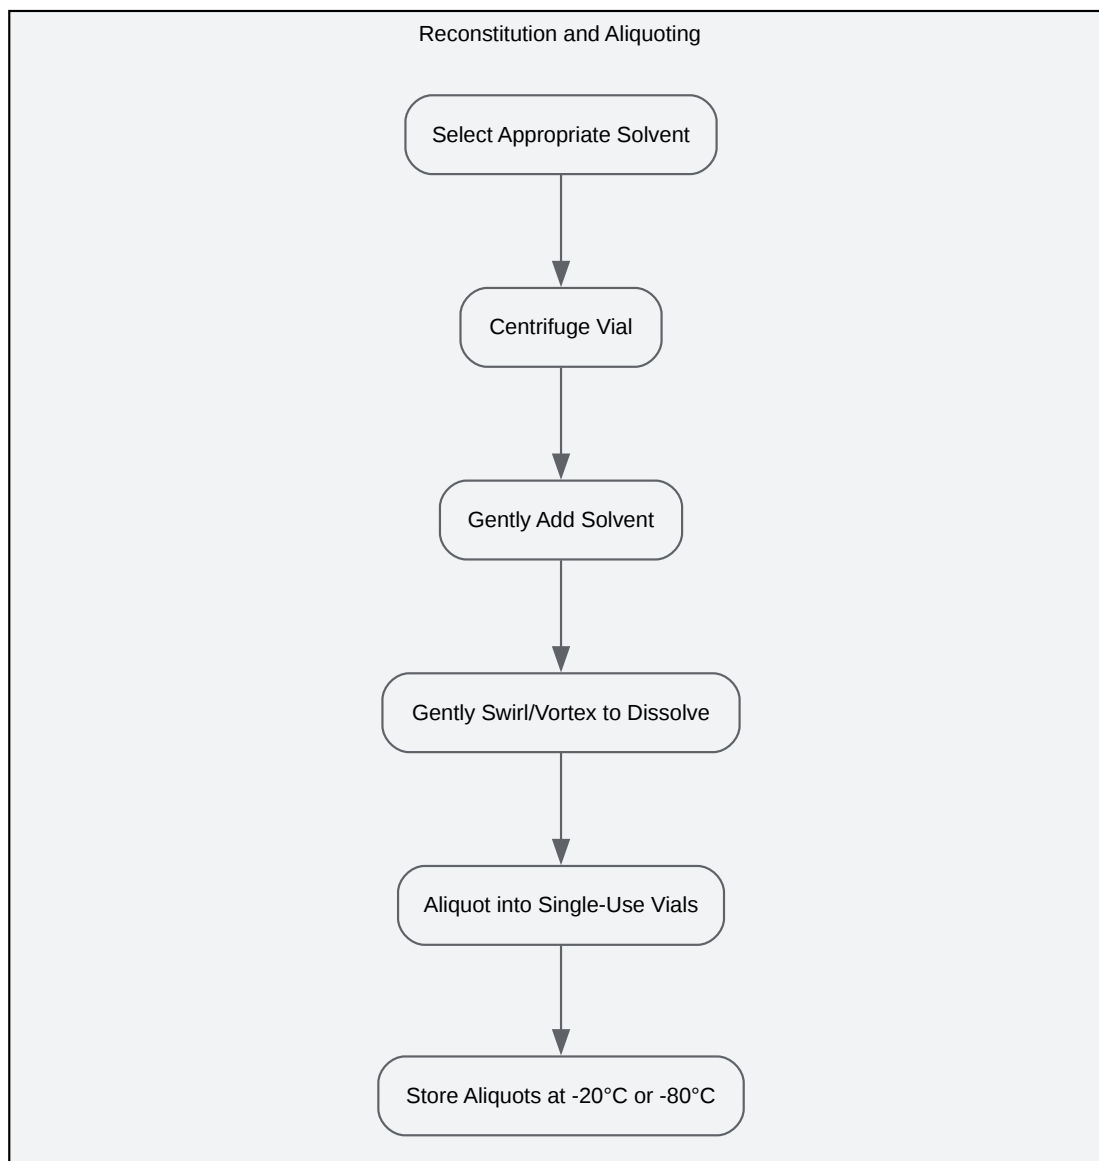 Reconstitution and Aliquoting
Select Appropriate Solvent
Centrifuge Vial
Gently Add Solvent
Gently Swirl/Vortex to Dissolve
Aliquot into Single-Use Vials
Store Aliquots at -20°C or -80°C